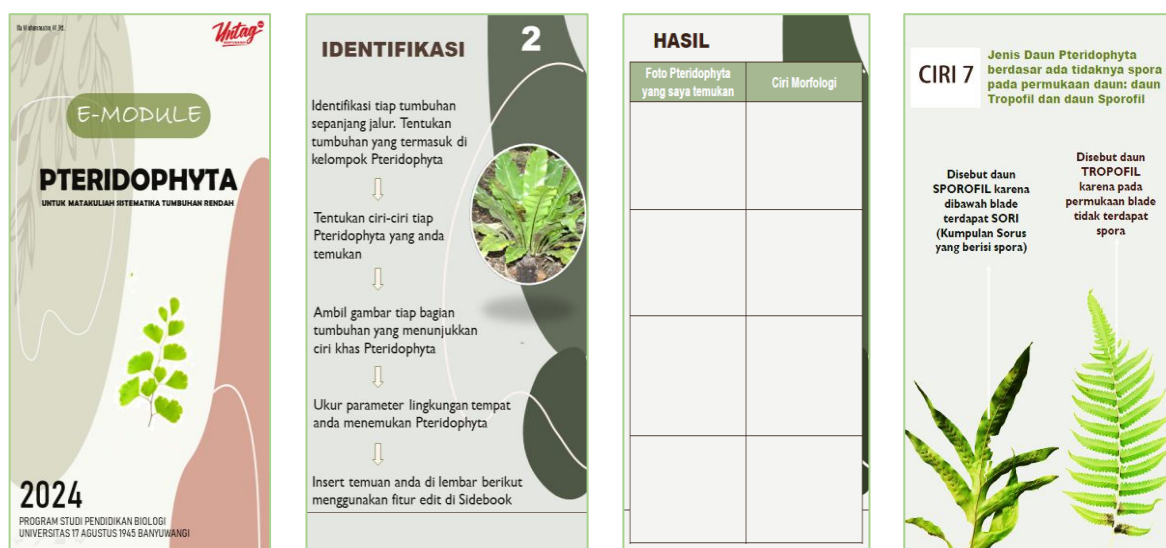 Untag
E-MODULE
PTERIDOPHYTA
UNTUK MATAKULIAH SISTEMATIKA TUMBUHAN RENDAH
2024
PROGRAM STUDI PENDIDIKAN BIOLOGI
UNIVERSITAS 17 AGUSTUS 1945 BANYUWANGI
IDENTIFIKASI
2
Identifikasi tiap tumbuhan
sepanjang jalur. Tentukan
tumbuhan yang termasuk di
kelompok Pteridophyta
Tentukan ciri-ciri tiap
Pteridophyta yang anda
temukan
Ambil gambar tiap bagian
tumbuhan yang menunjukkan
ciri khas Pteridophyta
Ukur parameter lingkungan tempat
anda menemukan Pteridophyta
Insert temuan anda di lembar berikut
menggunakan fitur edit di Sidebook
HASIL
Foto Pteridophyta
yang saya temukan
Ciri Morfologi
CIRI 7
Jenis Daun Pteridophyta
berdasar ada tidaknya spora
pada permukaan daun: daun
Tropofil dan daun Sporofil
Disebut daun
SPOROFIL karena
dibawah blade
terdapat SORI
(Kumpulan Sorus
yang berisi spora)
Disebut daun
TROPOFIL
karena pada
permukaan blade
tidak terdapat
spora